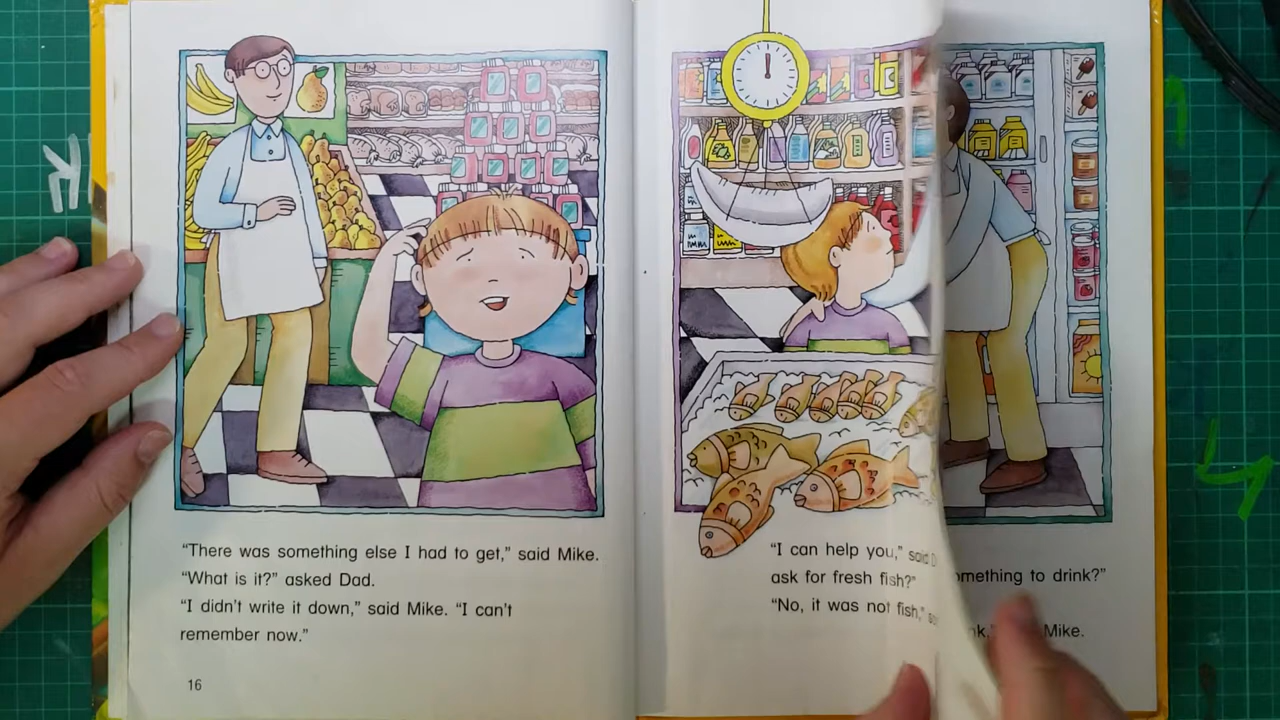 "There was something else I had to get," said Mike.
"What is it?" asked Dad.
"I didn't write it down," said Mike. "I can't
remember now."
16
"I can help you," said
ask for fresh fish?"
"No, it was not fish,"
to drink?"
Mike.